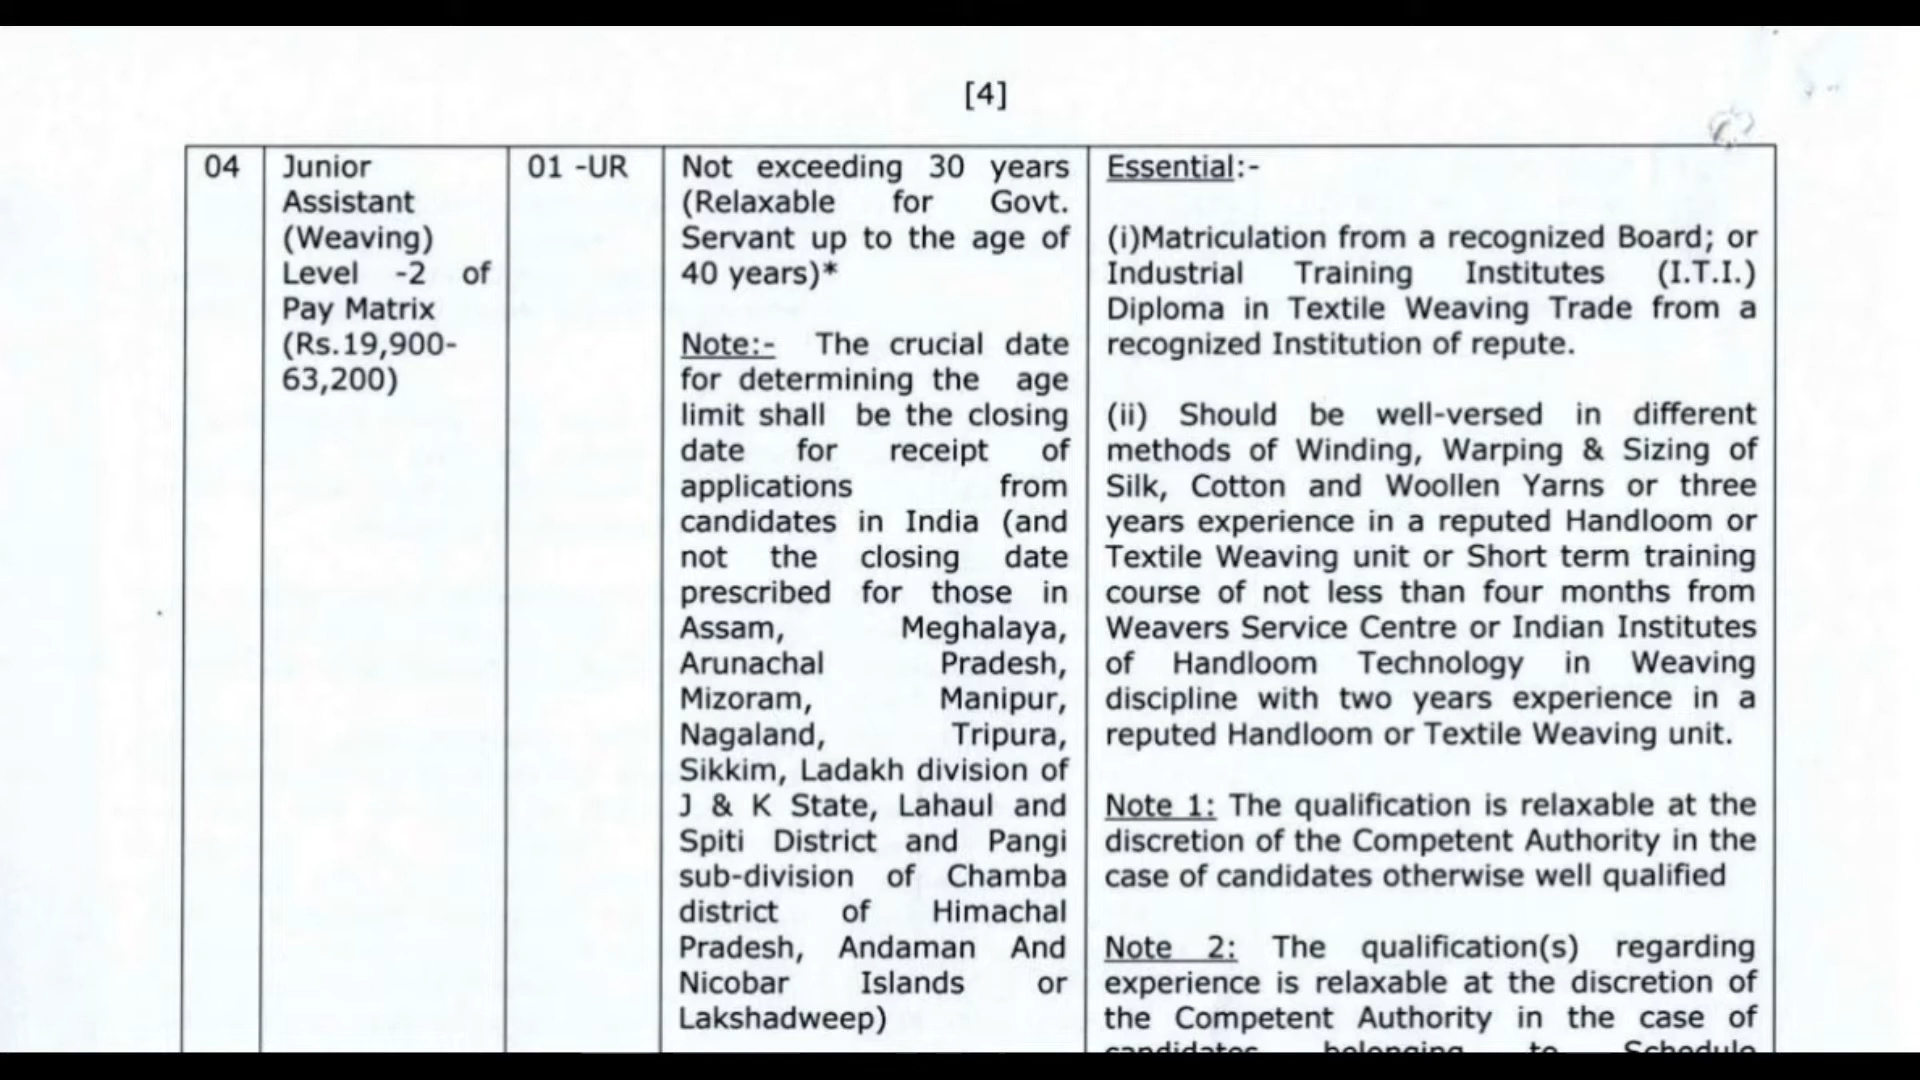 [4]
04
Junior
Assistant
(Weaving)
Level -2 of
Pay Matrix
(Rs.19,900-
63,200)
01 -UR
Not exceeding 30 years
(Relaxable for Govt.
Servant up to the age of
40 years)*
Note:- The crucial date
for determining the age
limit shall be the closing
date for receipt of
applications from
candidates in India (and
not the closing date
prescribed for those in
Assam, Meghalaya,
Arunachal Pradesh,
Mizoram, Manipur,
Nagaland, Tripura,
Sikkim, Ladakh division of
J & K State, Lahaul and
Spiti District and Pangi
sub-division of Chamba
district of Himachal
Pradesh, Andaman And
Nicobar Islands or
Lakshadweep)
Essential:-
(i)Matriculation from a recognized Board; or
Industrial Training Institutes (I.T.I.)
Diploma in Textile Weaving Trade from a
recognized Institution of repute.
(ii) Should be well-versed in different
methods of Winding, Warping & Sizing of
Silk, Cotton and Woollen Yarns or three
years experience in a reputed Handloom or
Textile Weaving unit or Short term training
course of not less than four months from
Weavers Service Centre or Indian Institutes
of Handloom Technology in Weaving
discipline with two years experience in a
reputed Handloom or Textile Weaving unit.
Note 1: The qualification is relaxable at the
discretion of the Competent Authority in the
case of candidates otherwise well qualified
Note 2: The qualification(s) regarding
experience is relaxable at the discretion of
the Competent Authority in the case of
candidates belonging to Schedule